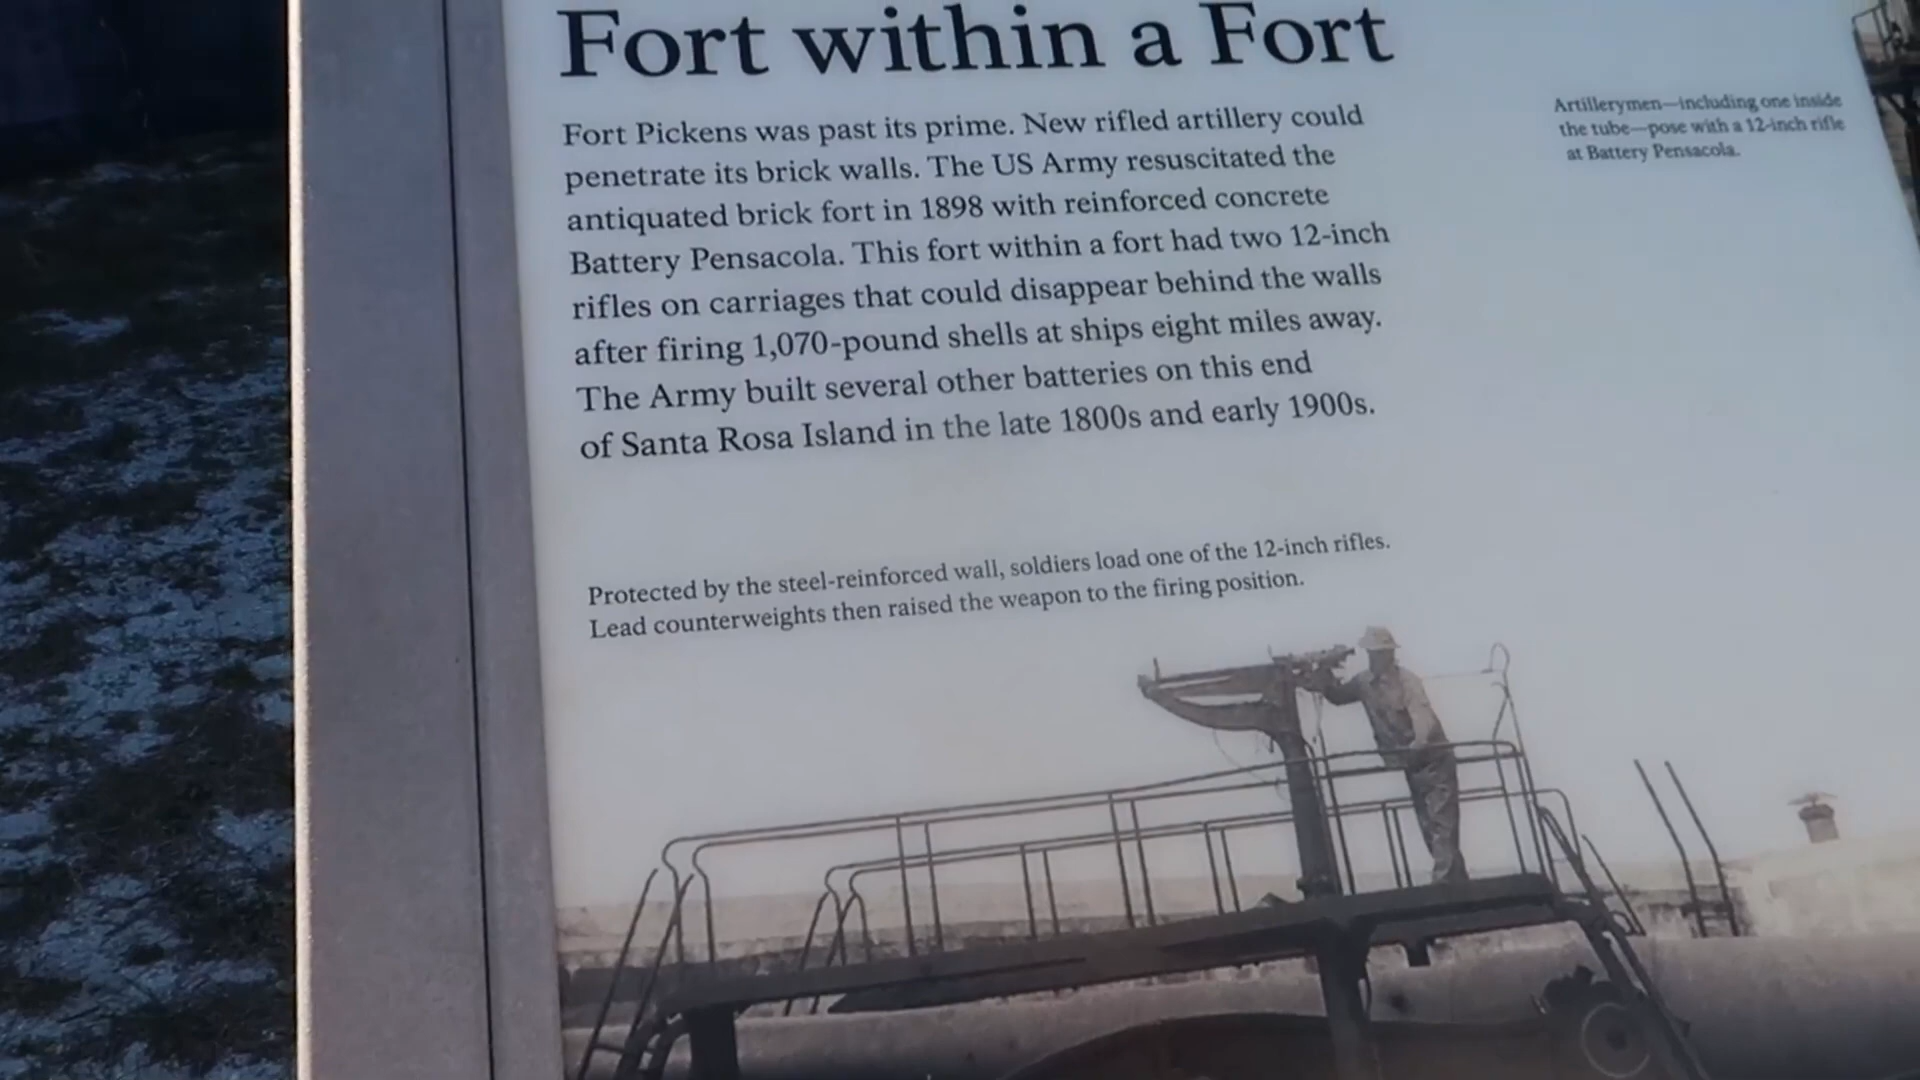 Fort within a Fort
Fort Pickens was past its prime. New rifled artillery could
penetrate its brick walls. The US Army resuscitated the
antiquated brick fort in 1898 with reinforced concrete
Battery Pensacola. This fort within a fort had two 12-inch
rifles on carriages that could disappear behind the walls
after firing 1,070-pound shells at ships eight miles away.
The Army built several other batteries on this end
of Santa Rosa Island in the late 1800s and early 1900s.
Artillerymen—including one inside
the tube—pose with a 12-inch rifle
at Battery Pensacola.
Protected by the steel-reinforced wall, soldiers load one of the 12-inch rifles.
Lead counterweights then raised the weapon to the firing position.